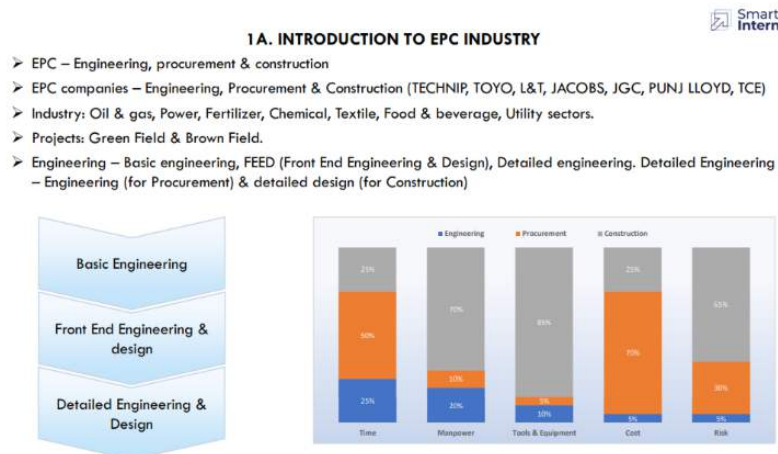 Smart
Intern
1A. INTRODUCTION TO EPC INDUSTRY
➢ EPC – Engineering, procurement & construction
➢ EPC companies – Engineering, Procurement & Construction (TECHNIP, TOYO, L&T, JACOBS, JGC, PUNJ LLOYD, TCE)
➢ Industry: Oil & gas, Power, Fertilizer, Chemical, Textile, Food & beverage, Utility sectors.
➢ Projects: Green Field & Brown Field.
➢ Engineering – Basic engineering, FEED (Front End Engineering & Design), Detailed engineering. Detailed Engineering
– Engineering (for Procurement) & detailed design (for Construction)
Basic Engineering
Front End Engineering &
design
Detailed Engineering &
Design
Engineering Procurement Construction
25% 70% 85% 25% 65%
50% 10% 5% 70% 30%
25% 20% 10% 5% 5%
Time Manpower Tools & Equipment Cost Risk